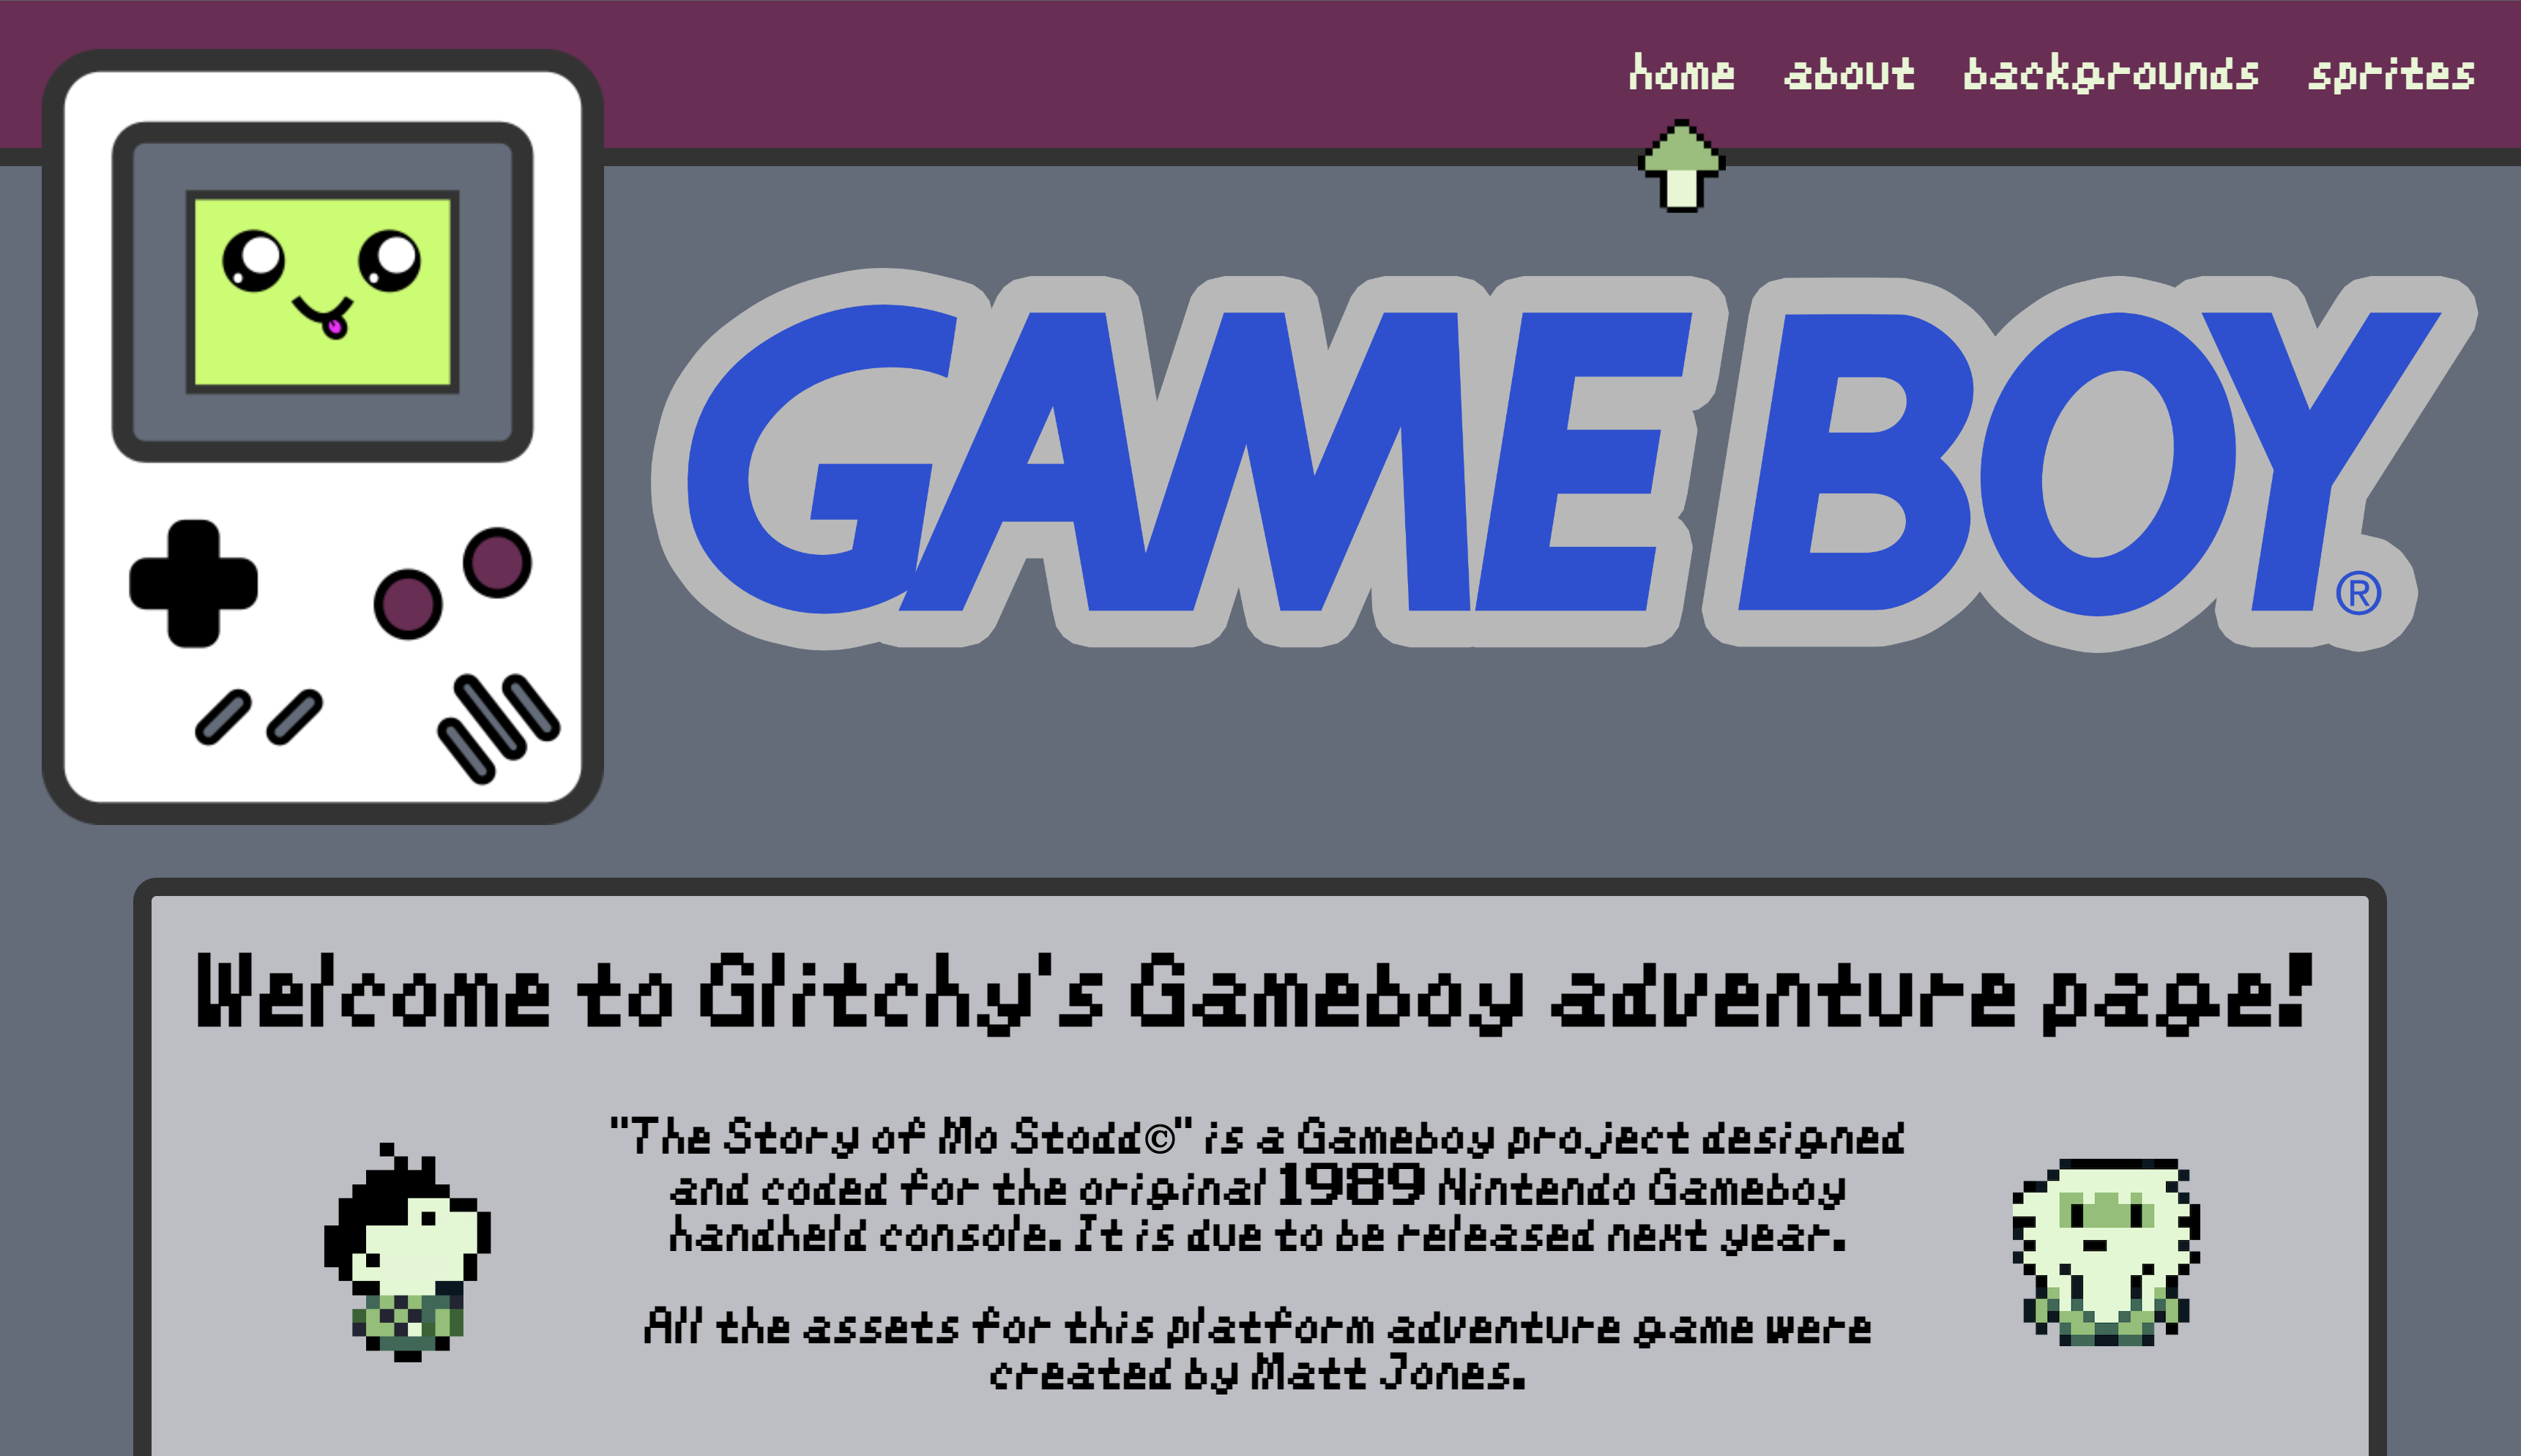 home about backgrounds sprites
GAME BOY®
Welcome to Glitchy's Gameboy adventure page!
"The Story of Mo Stodd©" is a Gameboy project designed
and coded for the original 1989 Nintendo Gameboy
handheld console. It is due to be released next year.
All the assets for this platform adventure game were
created by Matt Jones.